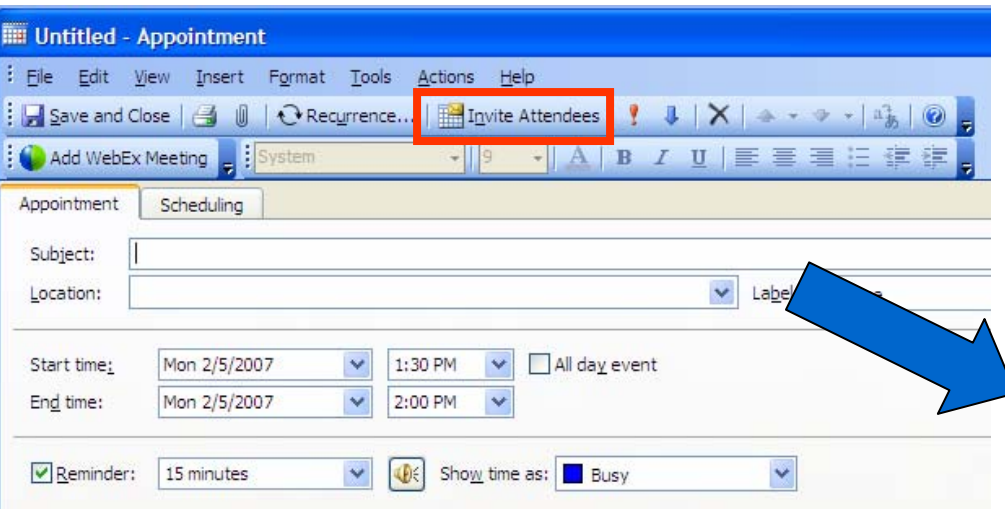 Untitled - Appointment
File Edit View Insert Format Tools Actions Help
Save and Close Recurrence... Invite Attendees
Add WebEx Meeting System 9 A B I U
Appointment Scheduling
Subject:
Location:
Start time: Mon 2/5/2007 1:30 PM All day event
End time: Mon 2/5/2007 2:00 PM
Reminder: 15 minutes Show time as: Busy